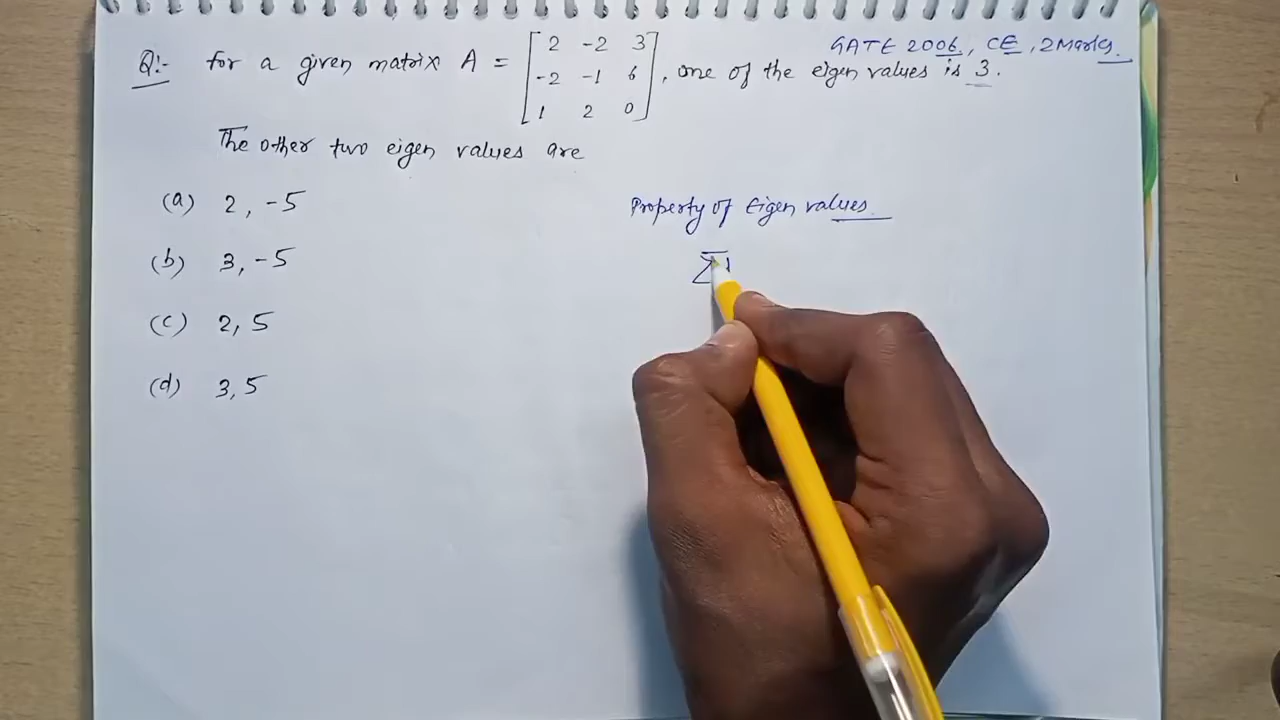 GATE 2006, CE, 2 Marks.
Q:- For a given matrix A = [2 -2 3
-2 -1 6
1 2 0], one of the eigen values is 3.
The other two eigen values are
(a) 2, -5
(b) 3, -5
(c) 2, 5
(d) 3, 5
Property of Eigen values.
Σ